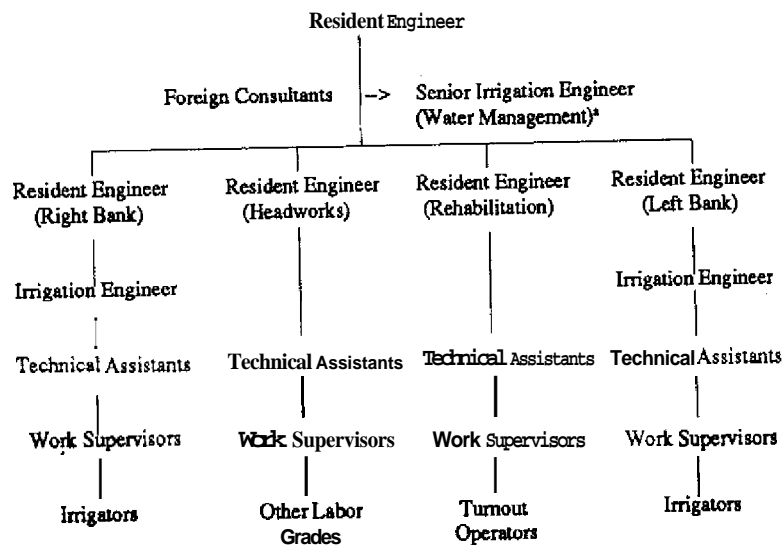 Resident Engineer
Foreign Consultants --> Senior Irrigation Engineer
(Water Management)ª
Resident Engineer Resident Engineer Resident Engineer Resident Engineer
(Right Bank) (Headworks) (Rehabilitation) (Left Bank)
Irrigation Engineer Irrigation Engineer
Technical Assistants Technical Assistants Technical Assistants Technical Assistants
Work Supervisors Work Supervisors Work Supervisors Work Supervisors
Irrigators Other Labor Turnout Irrigators
Grades Operators